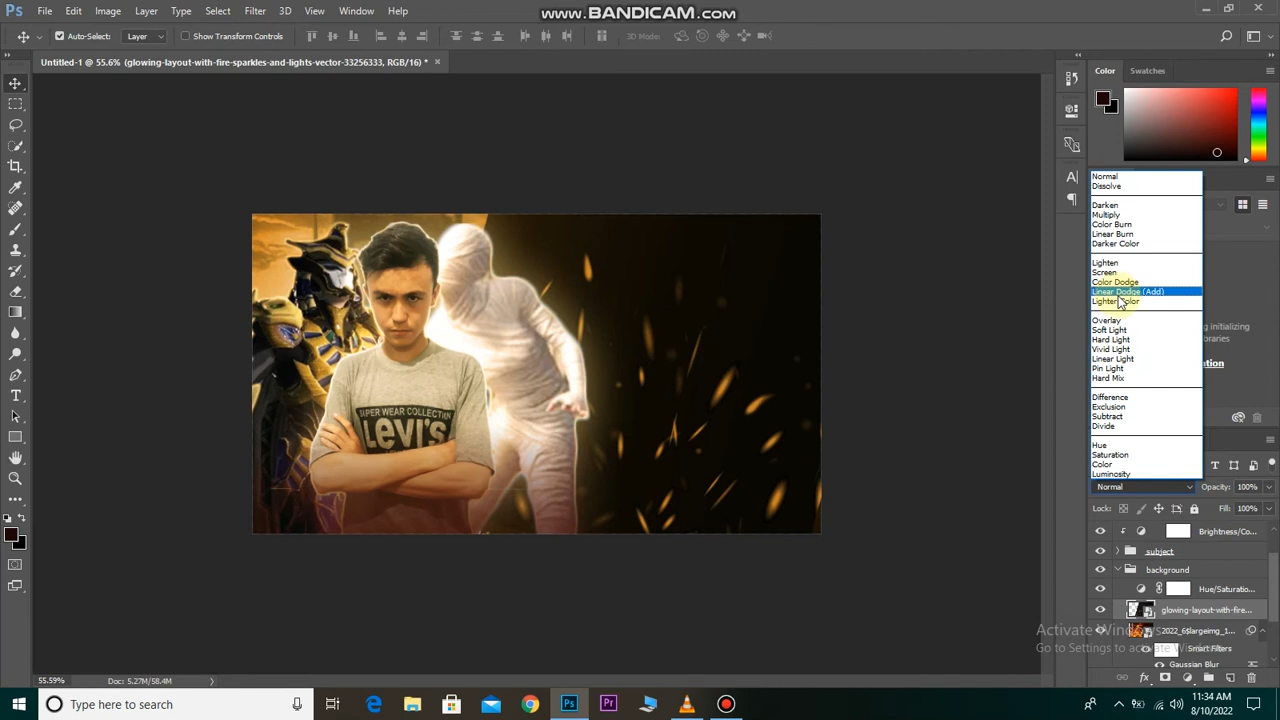 www.BANDICAM.com
Ps File Edit Image Layer Type Select Filter 3D View Window Help
Auto-Select: Layer Show Transform Controls 3D Mode:
Untitled-1 @ 55.6% (glowing-layout-with-fire-sparkles-and-lights-vector-33256333, RGB/16) * ×
Color Swatches
Normal
Dissolve
Darken
Multiply
Color Burn
Linear Burn
Darker Color
Lighten
Screen
Color Dodge
Linear Dodge (Add)
Lighter Color
Overlay
Soft Light
Hard Light
Vivid Light
Linear Light
Pin Light
Hard Mix
Difference
Exclusion
Subtract
Divide
Hue
Saturation
Color
Luminosity
Normal Opacity: 100%
Lock: Fill: 100%
Brightness/Co...
subject
background
Hue/Saturatio...
glowing-layout-with-fire...
Smart Filters
Gaussian Blur
Activate Windows
Go to Settings to activate
SUPER WEAR COLLECTION
LEVI'S
55.59% Doc: 5.27M/58.4M
Type here to search
11:34 AM
8/10/2022